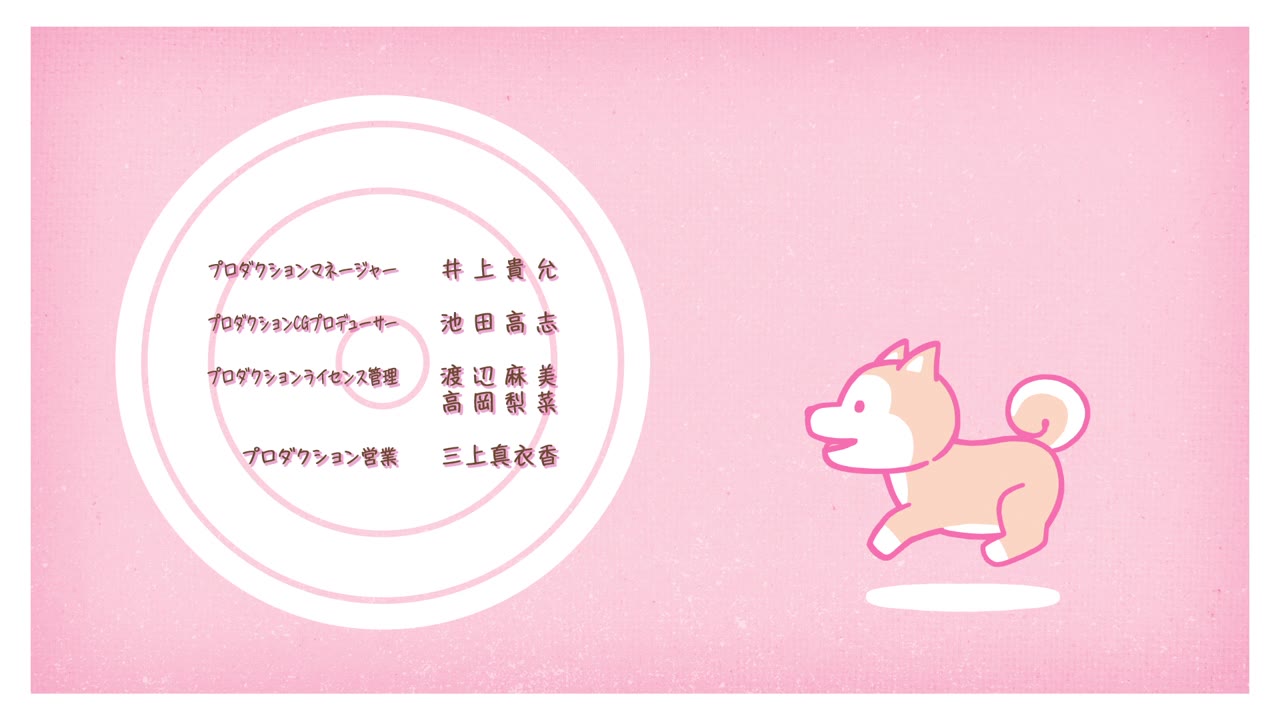 プロダクションマネージャー 井上貴允
プロダクションCGプロデューサー 池田高志
プロダクションライセンス管理 渡辺麻美
高岡梨菜
プロダクション営業 三上真衣香